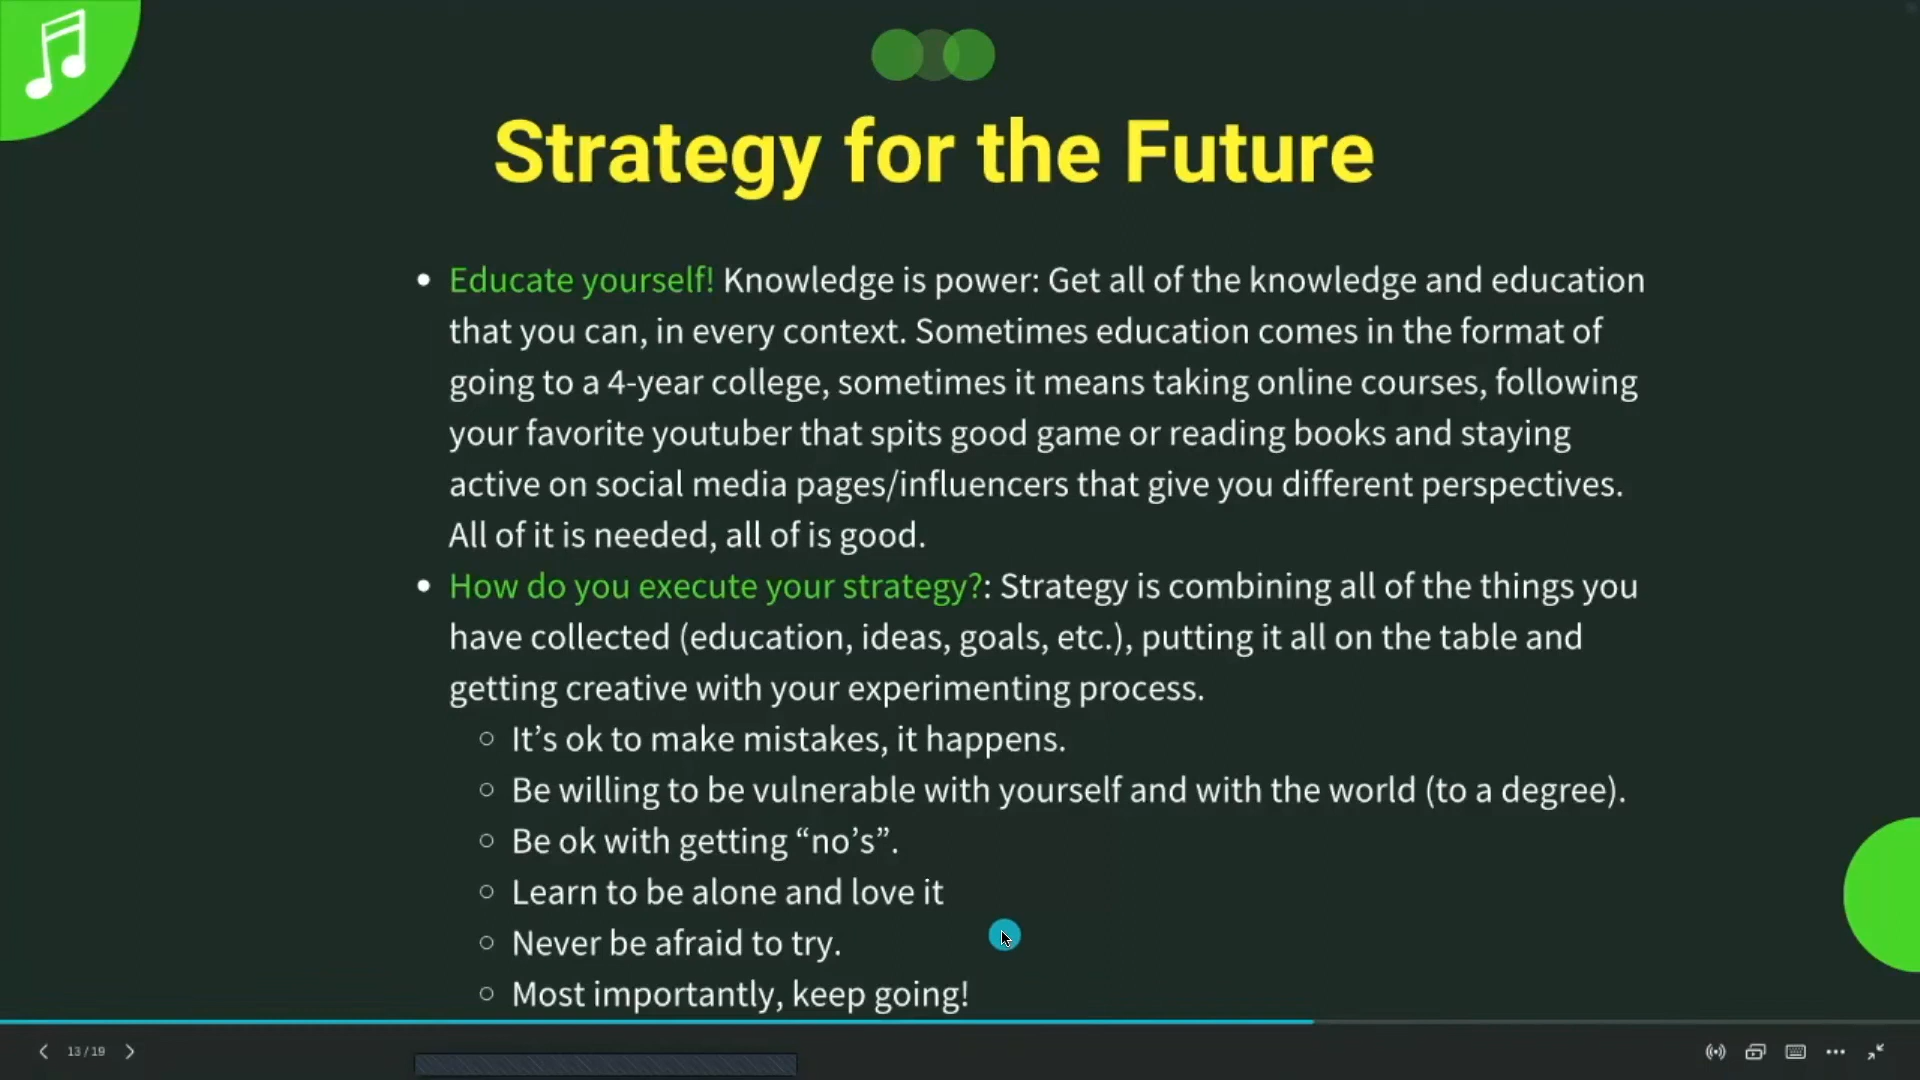 Strategy for the Future
• Educate yourself! Knowledge is power: Get all of the knowledge and education
that you can, in every context. Sometimes education comes in the format of
going to a 4-year college, sometimes it means taking online courses, following
your favorite youtuber that spits good game or reading books and staying
active on social media pages/influencers that give you different perspectives.
All of it is needed, all of is good.
• How do you execute your strategy?: Strategy is combining all of the things you
have collected (education, ideas, goals, etc.), putting it all on the table and
getting creative with your experimenting process.
○ It’s ok to make mistakes, it happens.
○ Be willing to be vulnerable with yourself and with the world (to a degree).
○ Be ok with getting “no’s”.
○ Learn to be alone and love it
○ Never be afraid to try.
○ Most importantly, keep going!
13 / 19